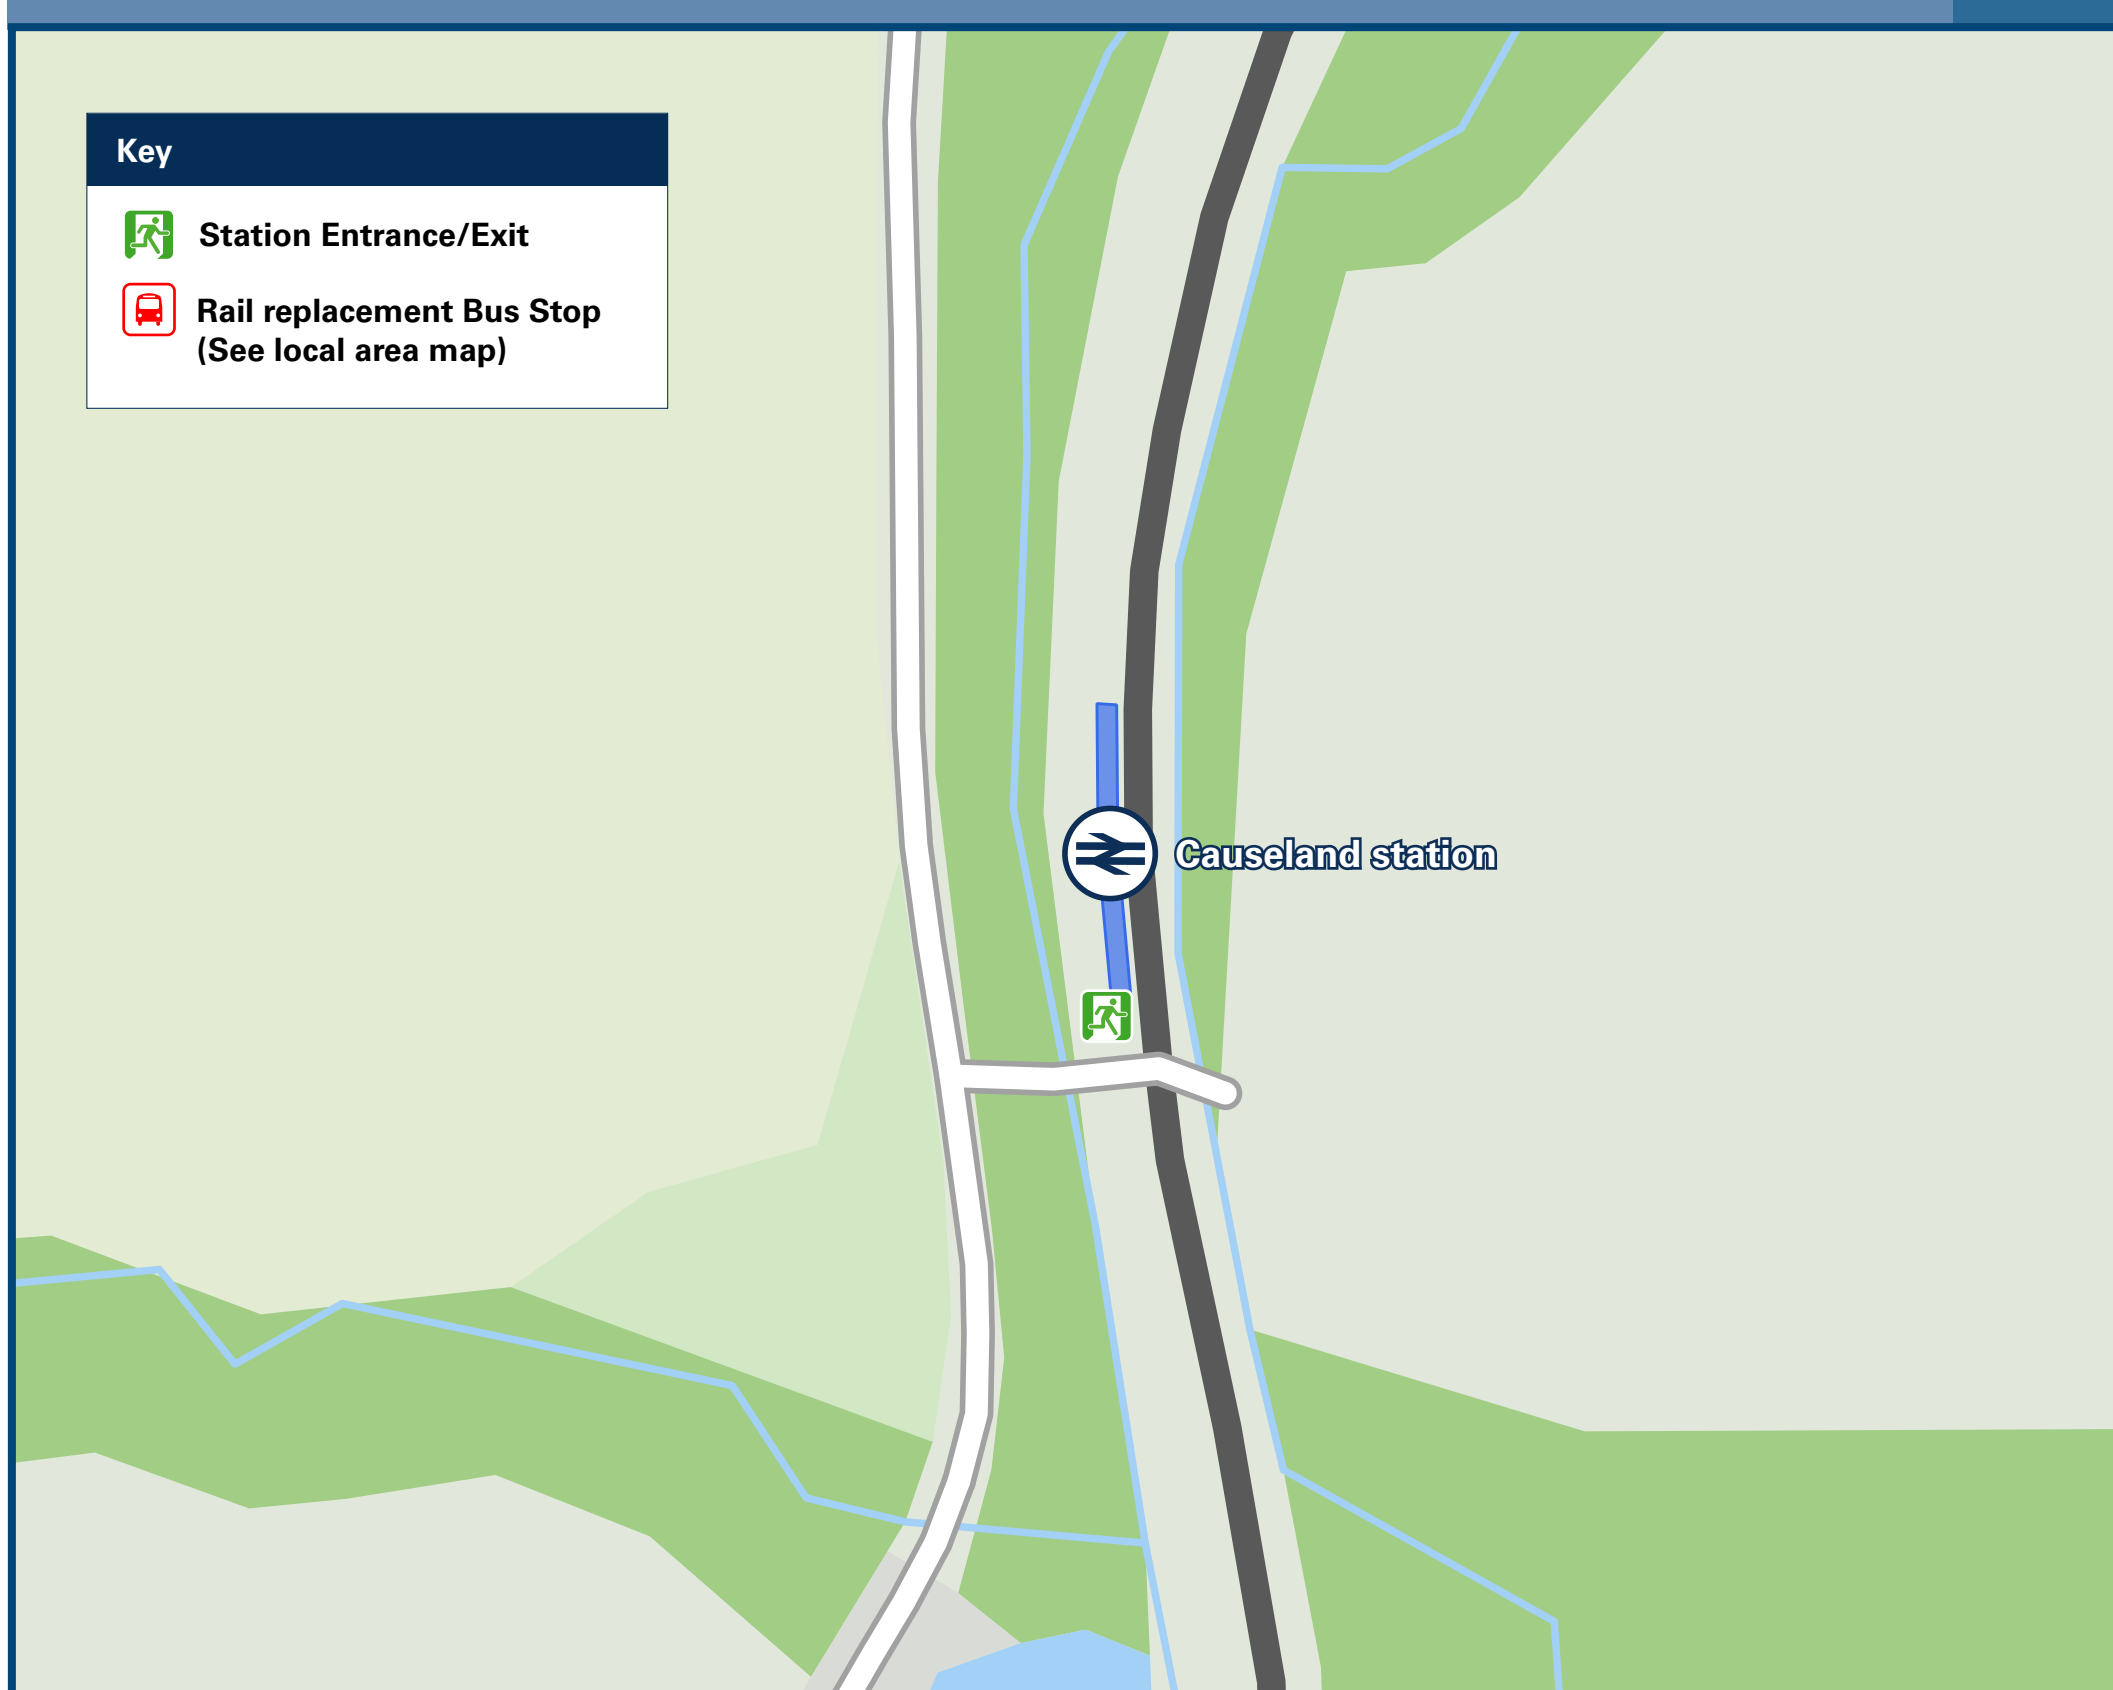 Key
Station Entrance/Exit
Rail replacement Bus Stop
(See local area map)
Causeland station